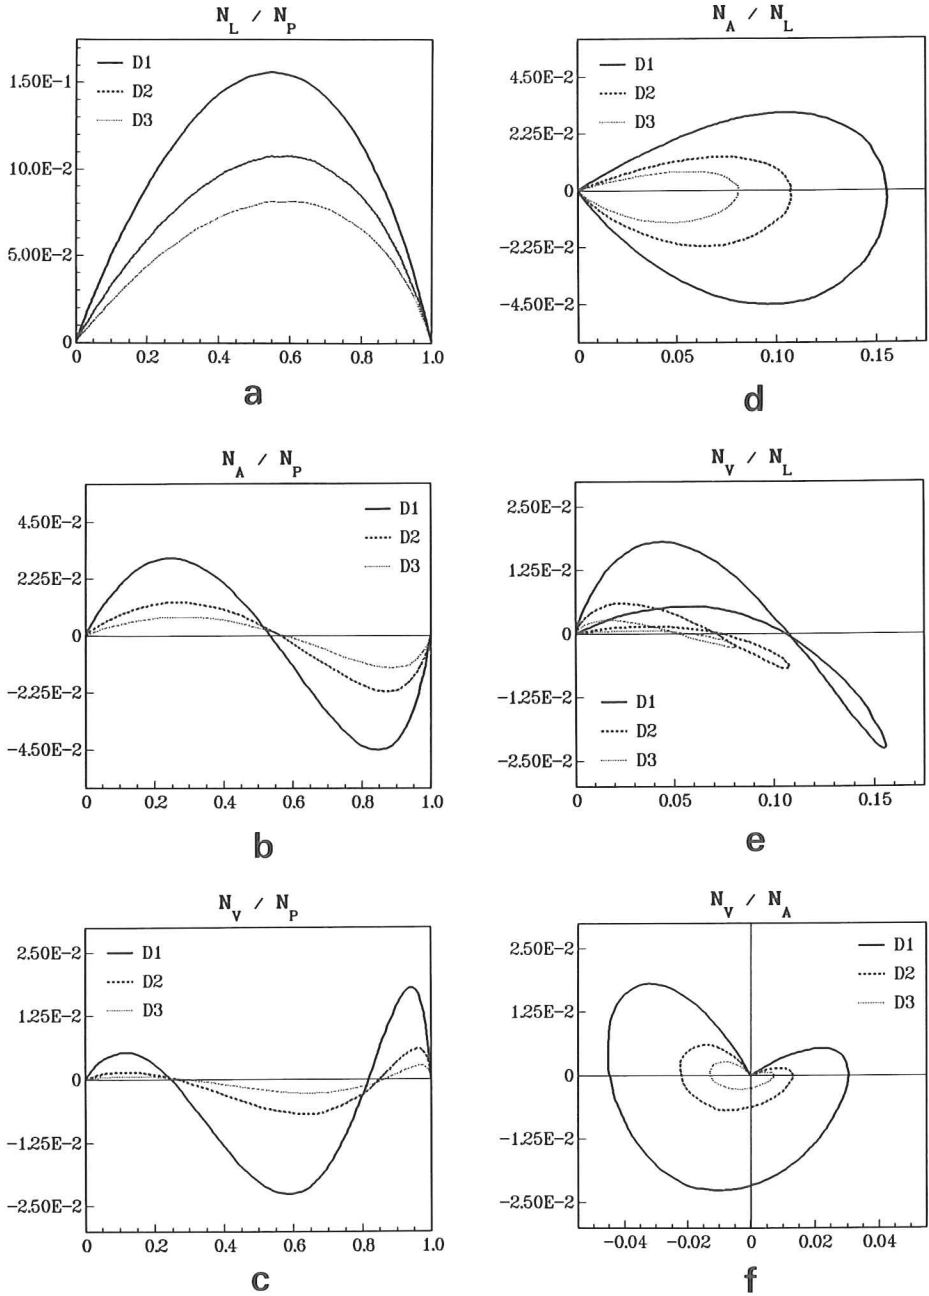 N_L / N_P
1.50E-1
10.0E-2
5.00E-2
0
D1
D2
D3
0 0.2 0.4 0.6 0.8 1.0
a
N_A / N_L
4.50E-2
2.25E-2
0
-2.25E-2
-4.50E-2
D1
D2
D3
0 0.05 0.10 0.15
d
N_A / N_P
4.50E-2
2.25E-2
0
-2.25E-2
-4.50E-2
D1
D2
D3
0 0.2 0.4 0.6 0.8 1.0
b
N_V / N_L
2.50E-2
1.25E-2
0
-1.25E-2
-2.50E-2
D1
D2
D3
0 0.05 0.10 0.15
e
N_V / N_P
2.50E-2
1.25E-2
0
-1.25E-2
-2.50E-2
D1
D2
D3
0 0.2 0.4 0.6 0.8 1.0
c
N_V / N_A
2.50E-2
1.25E-2
0
-1.25E-2
-2.50E-2
D1
D2
D3
-0.04 -0.02 0 0.02 0.04
f